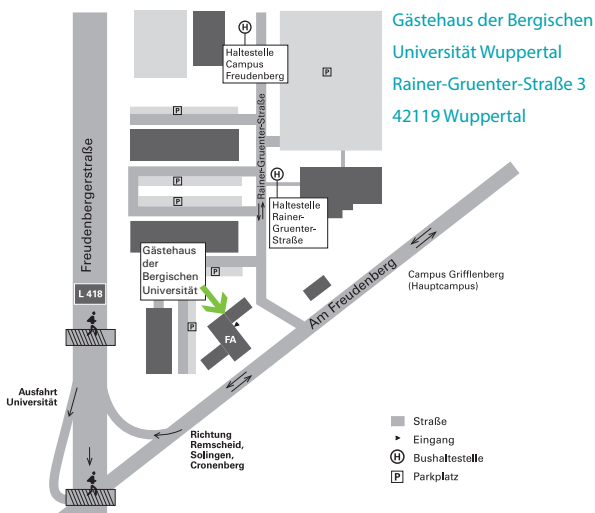 Gästehaus der Bergischen
Universität Wuppertal
Rainer-Gruenter-Straße 3
42119 Wuppertal
H
Haltestelle
Campus
Freudenberg
P
P
Rainer-Gruenter-Straße
Freudenbergerstraße
P
P
H
Haltestelle
Rainer-
Gruenter-
Straße
Gästehaus
der
Bergischen
Universität
P
L 418
P
FA
Am Freudenberg
Campus Grifflenberg
(Hauptcampus)
Ausfahrt
Universität
Richtung
Remscheid,
Solingen,
Cronenberg
Straße
Eingang
H Bushaltestelle
P Parkplatz